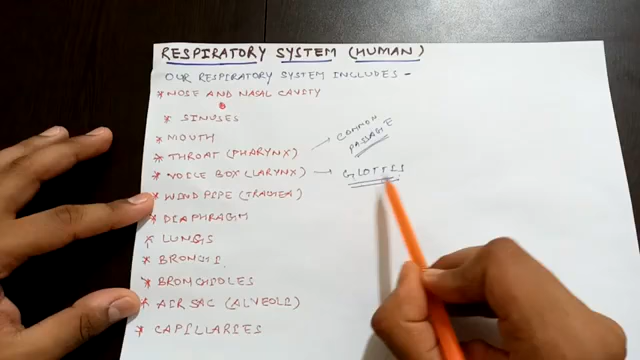 RESPIRATORY SYSTEM (HUMAN)
OUR RESPIRATORY SYSTEM INCLUDES -
* NOSE AND NASAL CAVITY
* SINUSES
* MOUTH
* THROAT (PHARYNX) → COMMON PASSAGE
* VOICE BOX (LARYNX) → GLOTTIS
* WIND PIPE (TRACHEA)
* DIAPHRAGM
* LUNGS
* BRONCHI
* BRONCHIOLES
* AIR SAC (ALVEOLI)
* CAPILLARIES